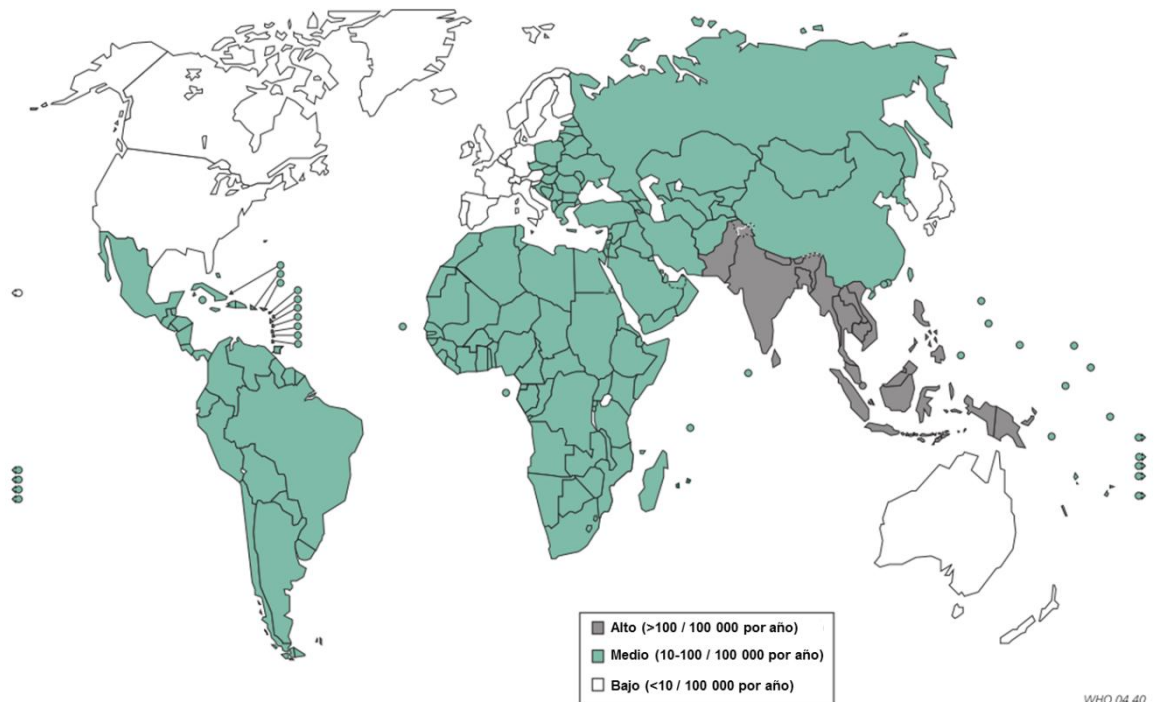 Alto (>100 / 100 000 por año)
Medio (10-100 / 100 000 por año)
Bajo (<10 / 100 000 por año)
WHO 04.40